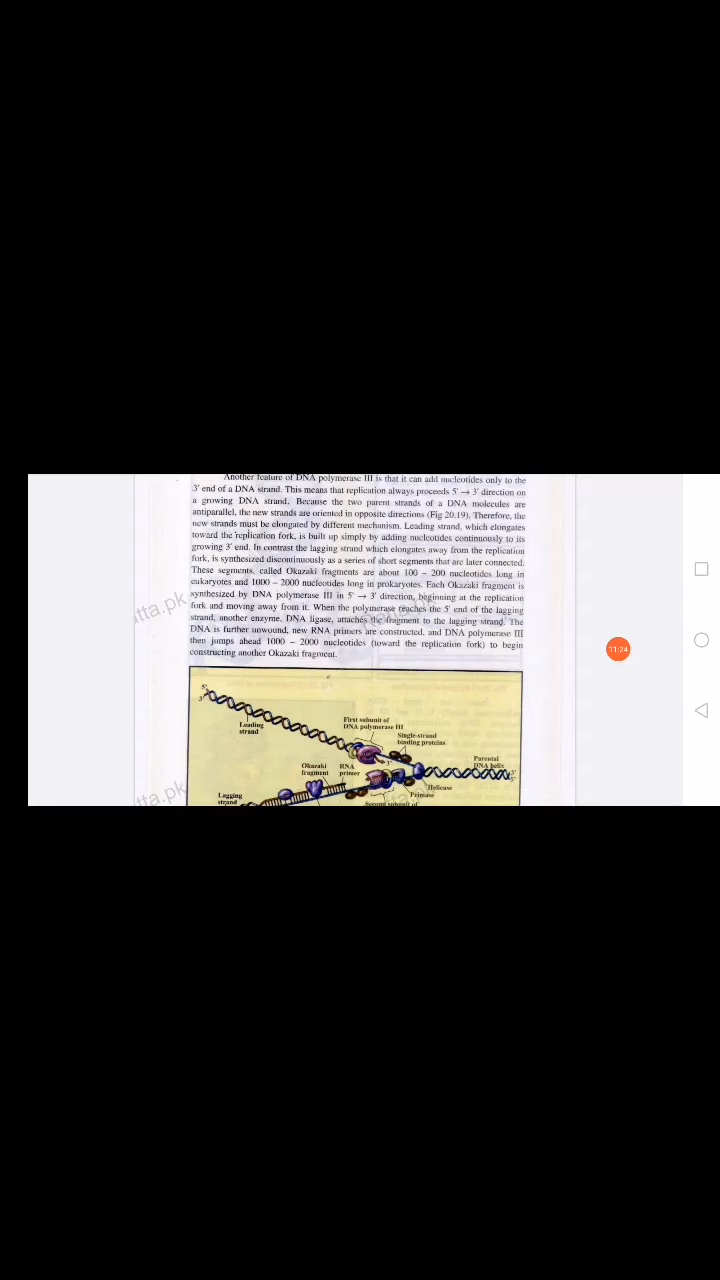 Another feature of DNA polymerase III is that it can add nucleotides only to the
3' end of a DNA strand. This means that replication always proceeds 5' → 3' direction on
a growing DNA strand. Because the two parent strands of a DNA molecules are
antiparallel, the new strands are oriented in opposite directions (Fig 20.19). Therefore, the
new strands must be elongated by different mechanism. Leading strand, which elongates
toward the replication fork, is built up simply by adding nucleotides continuously to its
growing 3' end. In contrast the lagging strand which elongates away from the replication
fork, is synthesized discontinuously as a series of short segments that are later connected.
These segments, called Okazaki fragments are about 100 – 200 nucleotides long in
eukaryotes and 1000 – 2000 nucleotides long in prokaryotes. Each Okazaki fragment is
synthesized by DNA polymerase III in 5' → 3' direction, beginning at the replication
fork and moving away from it. When the polymerase reaches the 5' end of the lagging
strand, another enzyme, DNA ligase, attaches the fragment to the lagging strand. The
DNA is further unwound, new RNA primers are constructed, and DNA polymerase III
then jumps ahead 1000 – 2000 nucleotides (toward the replication fork) to begin
constructing another Okazaki fragment.
tta.pk
11:24
5'
3'
Leading
strand
First subunit of
DNA polymerase III
Single-strand
binding proteins
3'
Parental
DNA helix
3'
5'
Okazaki
fragment
RNA
primer
Helicase
Primase
Lagging
strand
Second subunit of
tta.pk